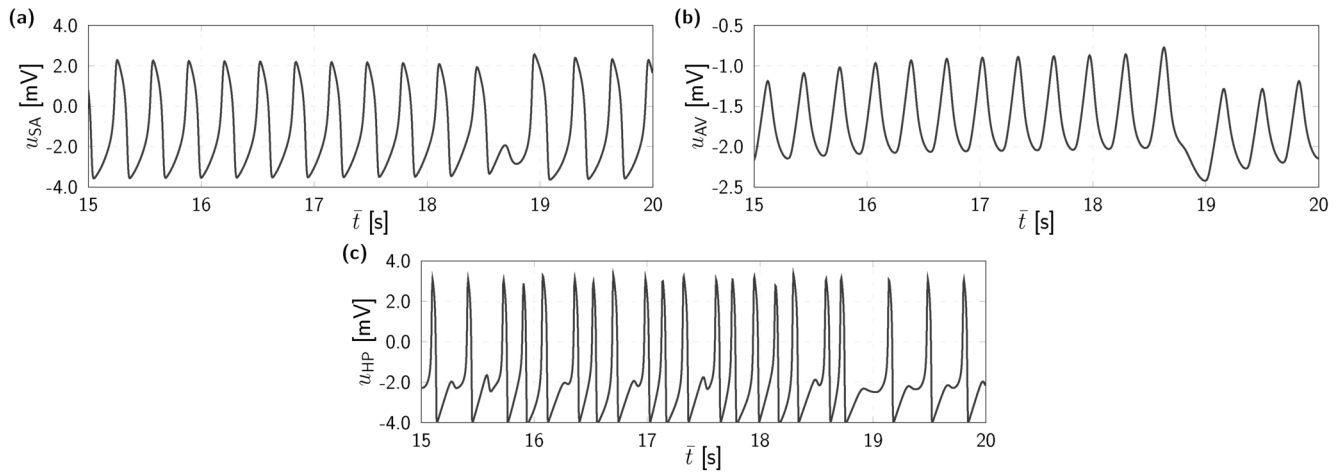 (a)
4.0
2.0
0.0
-2.0
-4.0
u_SA [mV]
15 16 17 18 19 20
t̄ [s]
(b)
-0.5
-1.0
-1.5
-2.0
-2.5
u_AV [mV]
15 16 17 18 19 20
t̄ [s]
(c)
4.0
2.0
0.0
-2.0
-4.0
u_HP [mV]
15 16 17 18 19 20
t̄ [s]